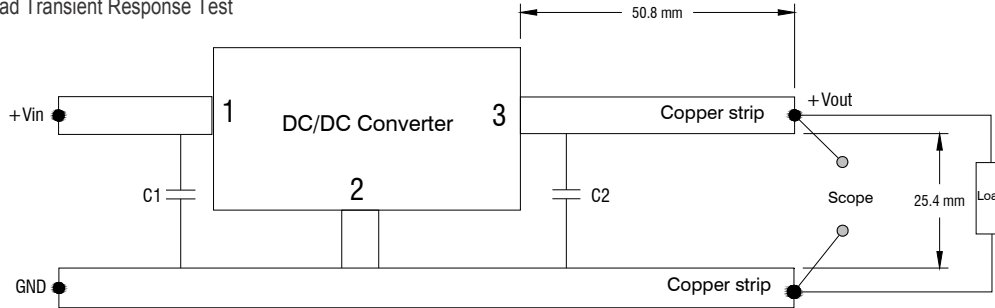 Transient Response Test
50.8 mm
+Vin
1
DC/DC Converter
3
Copper strip
+Vout
2
C1
C2
Scope
25.4 mm
GND
Copper strip